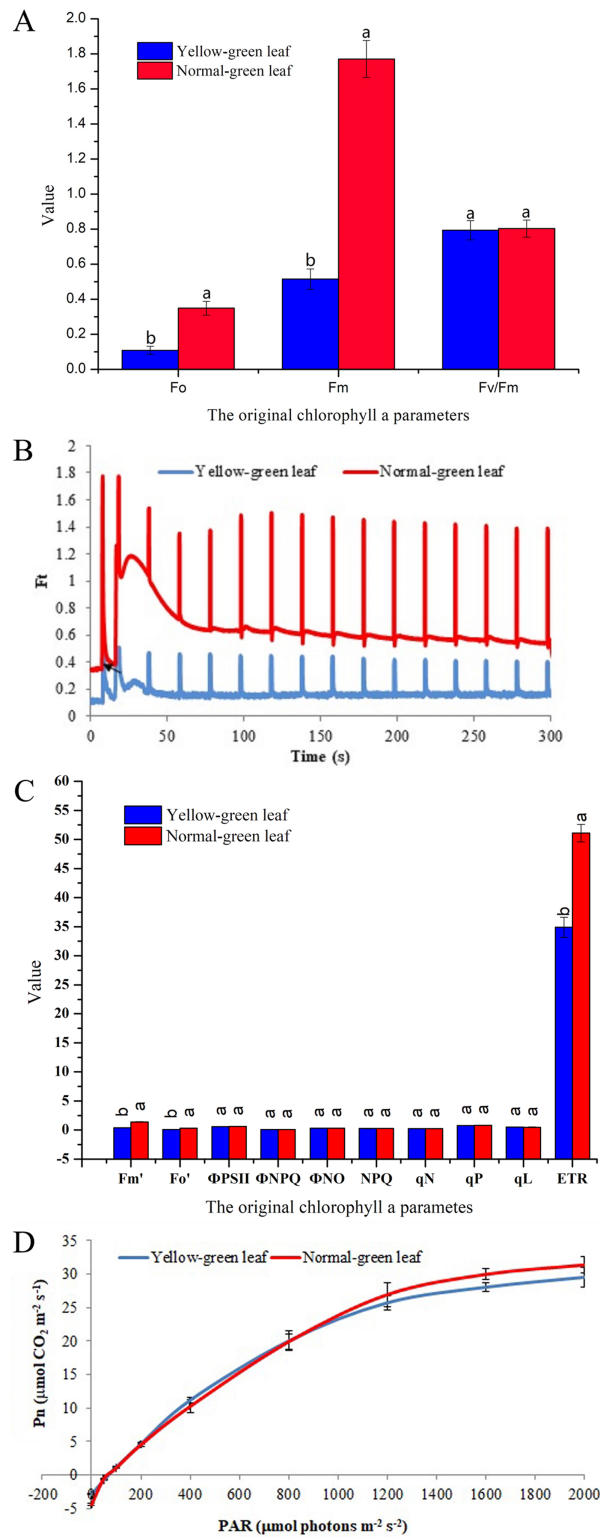 A
2.0
1.8
1.6
1.4
1.2
1.0
0.8
0.6
0.4
0.2
0.0
Value
Yellow-green leaf
Normal-green leaf
b
a
b
a
a
a
Fo
Fm
Fv/Fm
The original chlorophyll a parameters
B
2
1.8
1.6
1.4
1.2
1
0.8
0.6
0.4
0.2
0
Ft
Yellow-green leaf
Normal-green leaf
0
50
100
150
200
250
300
Time (s)
C
60
55
50
45
40
35
30
25
20
15
10
5
0
-5
Value
Yellow-green leaf
Normal-green leaf
b a b a a a a a a a a a a a a a a a b a
Fm' Fo' ΦPSII ΦNPQ ΦNO NPQ qN qP qL ETR
The original chlorophyll a parametes
D
35
30
25
20
15
10
5
0
-5
Pn (μmol CO₂ m⁻² s⁻¹)
Yellow-green leaf
Normal-green leaf
-200 0 200 400 600 800 1000 1200 1400 1600 1800 2000
PAR (μmol photons m⁻² s⁻²)